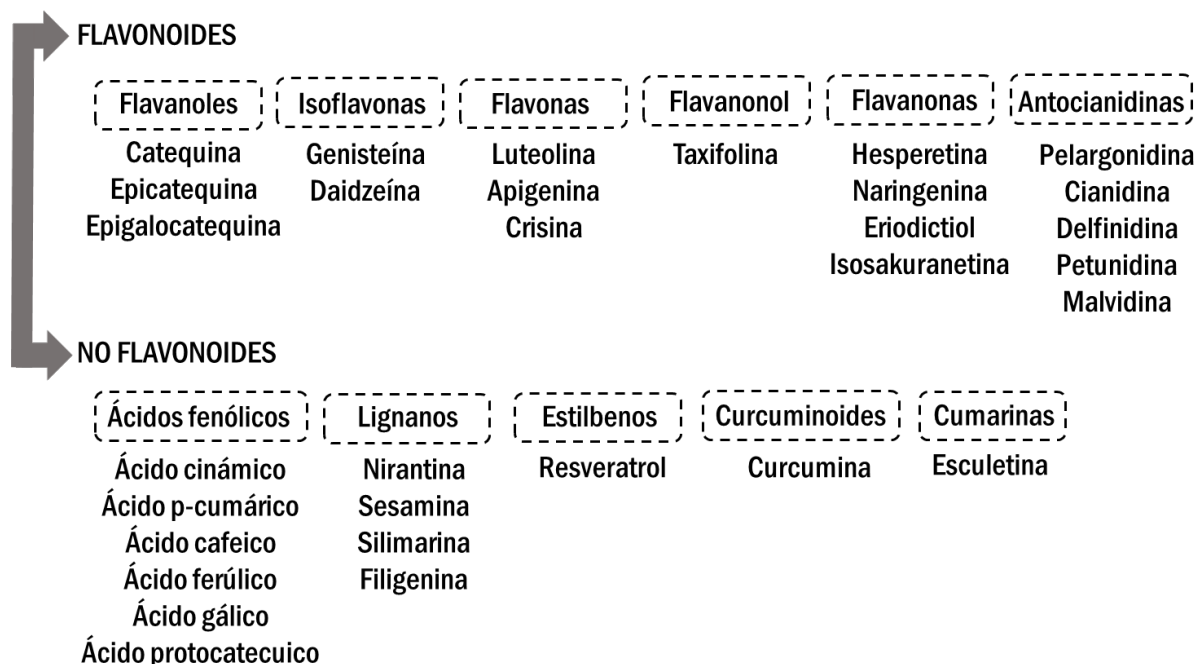 FLAVONOIDES
Flavanoles
Catequina
Epicatequina
Epigalocatequina
Isoflavonas
Genisteína
Daidzeína
Flavonas
Luteolina
Apigenina
Crisina
Flavanonol
Taxifolina
Flavanonas
Hesperetina
Naringenina
Eriodictiol
Isosakuranetina
Antocianidinas
Pelargonidina
Cianidina
Delfinidina
Petunidina
Malvidina
NO FLAVONOIDES
Ácidos fenólicos
Ácido cinámico
Ácido p-cumárico
Ácido cafeico
Ácido ferúlico
Ácido gálico
Ácido protocatecuico
Lignanos
Nirantina
Sesamina
Silimarina
Filigenina
Estilbenos
Resveratrol
Curcuminoides
Curcumina
Cumarinas
Esculetina